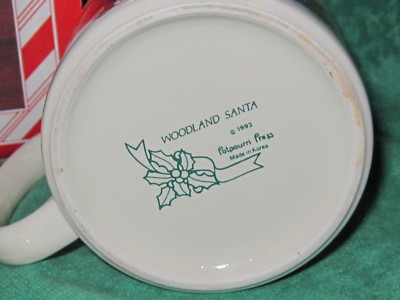 WOODLAND SANTA
© 1993
Potpourri Press
Made in Korea